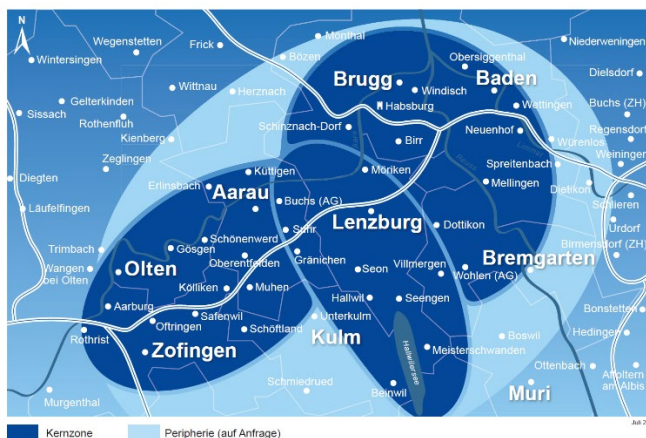 N
Monthal
Wegenstetten
Frick
Bözen
Niederweningen
Wintersingen
Obersiggenthal
Brugg
Baden
Dielsdorf
Wittnau
Herznach
Windisch
Gelterkinden
Habsburg
Wettingen
Buchs (ZH)
Sissach
Rothenfluh
Schinznach-Dorf
Neuenhof
Regensdorf
Kienberg
Birr
Würenlos
Weiningen
Zeglingen
Küttigen
Möriken
Spreitenbach
Diegten
Erlinsbach
Mellingen
Dietikon
Aarau
Buchs (AG)
Schlieren
Läufelfingen
Lenzburg
Urdorf
Suhr
Dottikon
Schönenwerd
Birmensdorf (ZH)
Trimbach
Gösgen
Gränichen
Bremgarten
Oberentfelden
Wangen
bei Olten
Olten
Seon
Villmergen
Wohlen (AG)
Kölliken
Muhen
Hallwil
Seengen
Aarburg
Bonstetten
Safenwil
Unterkulm
Oftringen
Schöftland
Kulm
Hallwilersee
Boswil
Hedingen
Rothrist
Zofingen
Meisterschwanden
Ottenbach
Affoltern
am Albis
Schmiedrued
Beinwil
Muri
Murgenthal
Kernzone
Peripherie (auf Anfrage)